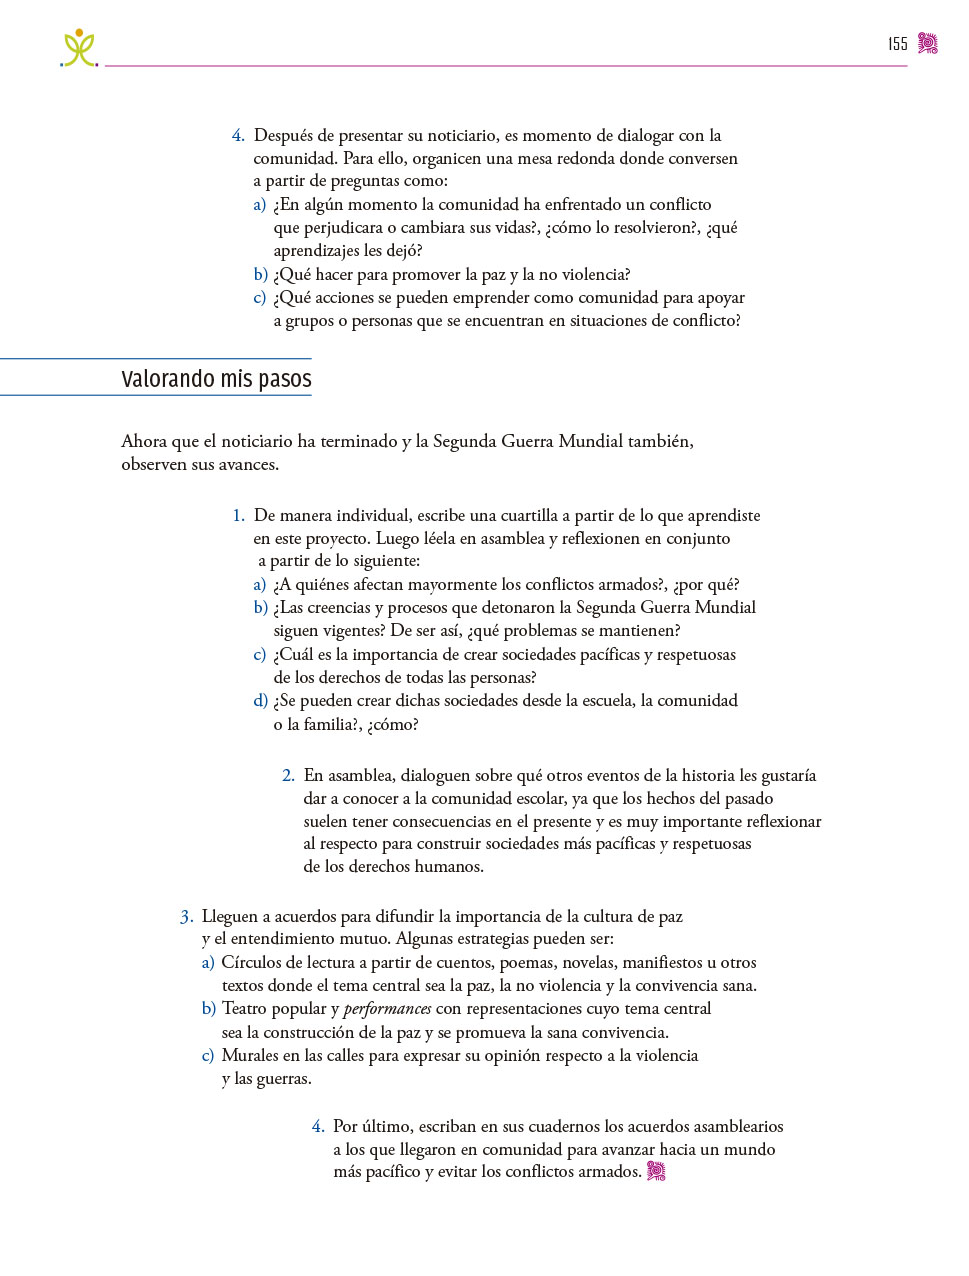 155
4. Después de presentar su noticiario, es momento de dialogar con la
comunidad. Para ello, organicen una mesa redonda donde conversen
a partir de preguntas como:
a) ¿En algún momento la comunidad ha enfrentado un conflicto
que perjudicara o cambiara sus vidas?, ¿cómo lo resolvieron?, ¿qué
aprendizajes les dejó?
b) ¿Qué hacer para promover la paz y la no violencia?
c) ¿Qué acciones se pueden emprender como comunidad para apoyar
a grupos o personas que se encuentran en situaciones de conflicto?
Valorando mis pasos
Ahora que el noticiario ha terminado y la Segunda Guerra Mundial también,
observen sus avances.
1. De manera individual, escribe una cuartilla a partir de lo que aprendiste
en este proyecto. Luego léela en asamblea y reflexionen en conjunto
a partir de lo siguiente:
a) ¿A quiénes afectan mayormente los conflictos armados?, ¿por qué?
b) ¿Las creencias y procesos que detonaron la Segunda Guerra Mundial
siguen vigentes? De ser así, ¿qué problemas se mantienen?
c) ¿Cuál es la importancia de crear sociedades pacíficas y respetuosas
de los derechos de todas las personas?
d) ¿Se pueden crear dichas sociedades desde la escuela, la comunidad
o la familia?, ¿cómo?
2. En asamblea, dialoguen sobre qué otros eventos de la historia les gustaría
dar a conocer a la comunidad escolar, ya que los hechos del pasado
suelen tener consecuencias en el presente y es muy importante reflexionar
al respecto para construir sociedades más pacíficas y respetuosas
de los derechos humanos.
3. Lleguen a acuerdos para difundir la importancia de la cultura de paz
y el entendimiento mutuo. Algunas estrategias pueden ser:
a) Círculos de lectura a partir de cuentos, poemas, novelas, manifiestos u otros
textos donde el tema central sea la paz, la no violencia y la convivencia sana.
b) Teatro popular y performances con representaciones cuyo tema central
sea la construcción de la paz y se promueva la sana convivencia.
c) Murales en las calles para expresar su opinión respecto a la violencia
y las guerras.
4. Por último, escriban en sus cuadernos los acuerdos asamblearios
a los que llegaron en comunidad para avanzar hacia un mundo
más pacífico y evitar los conflictos armados.